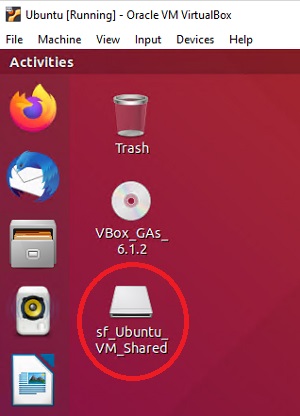 Ubuntu [Running] - Oracle VM VirtualBox
File Machine View Input Devices Help
Activities
Trash
VBox_GAs_
6.1.2
sf_Ubuntu_
VM_Shared